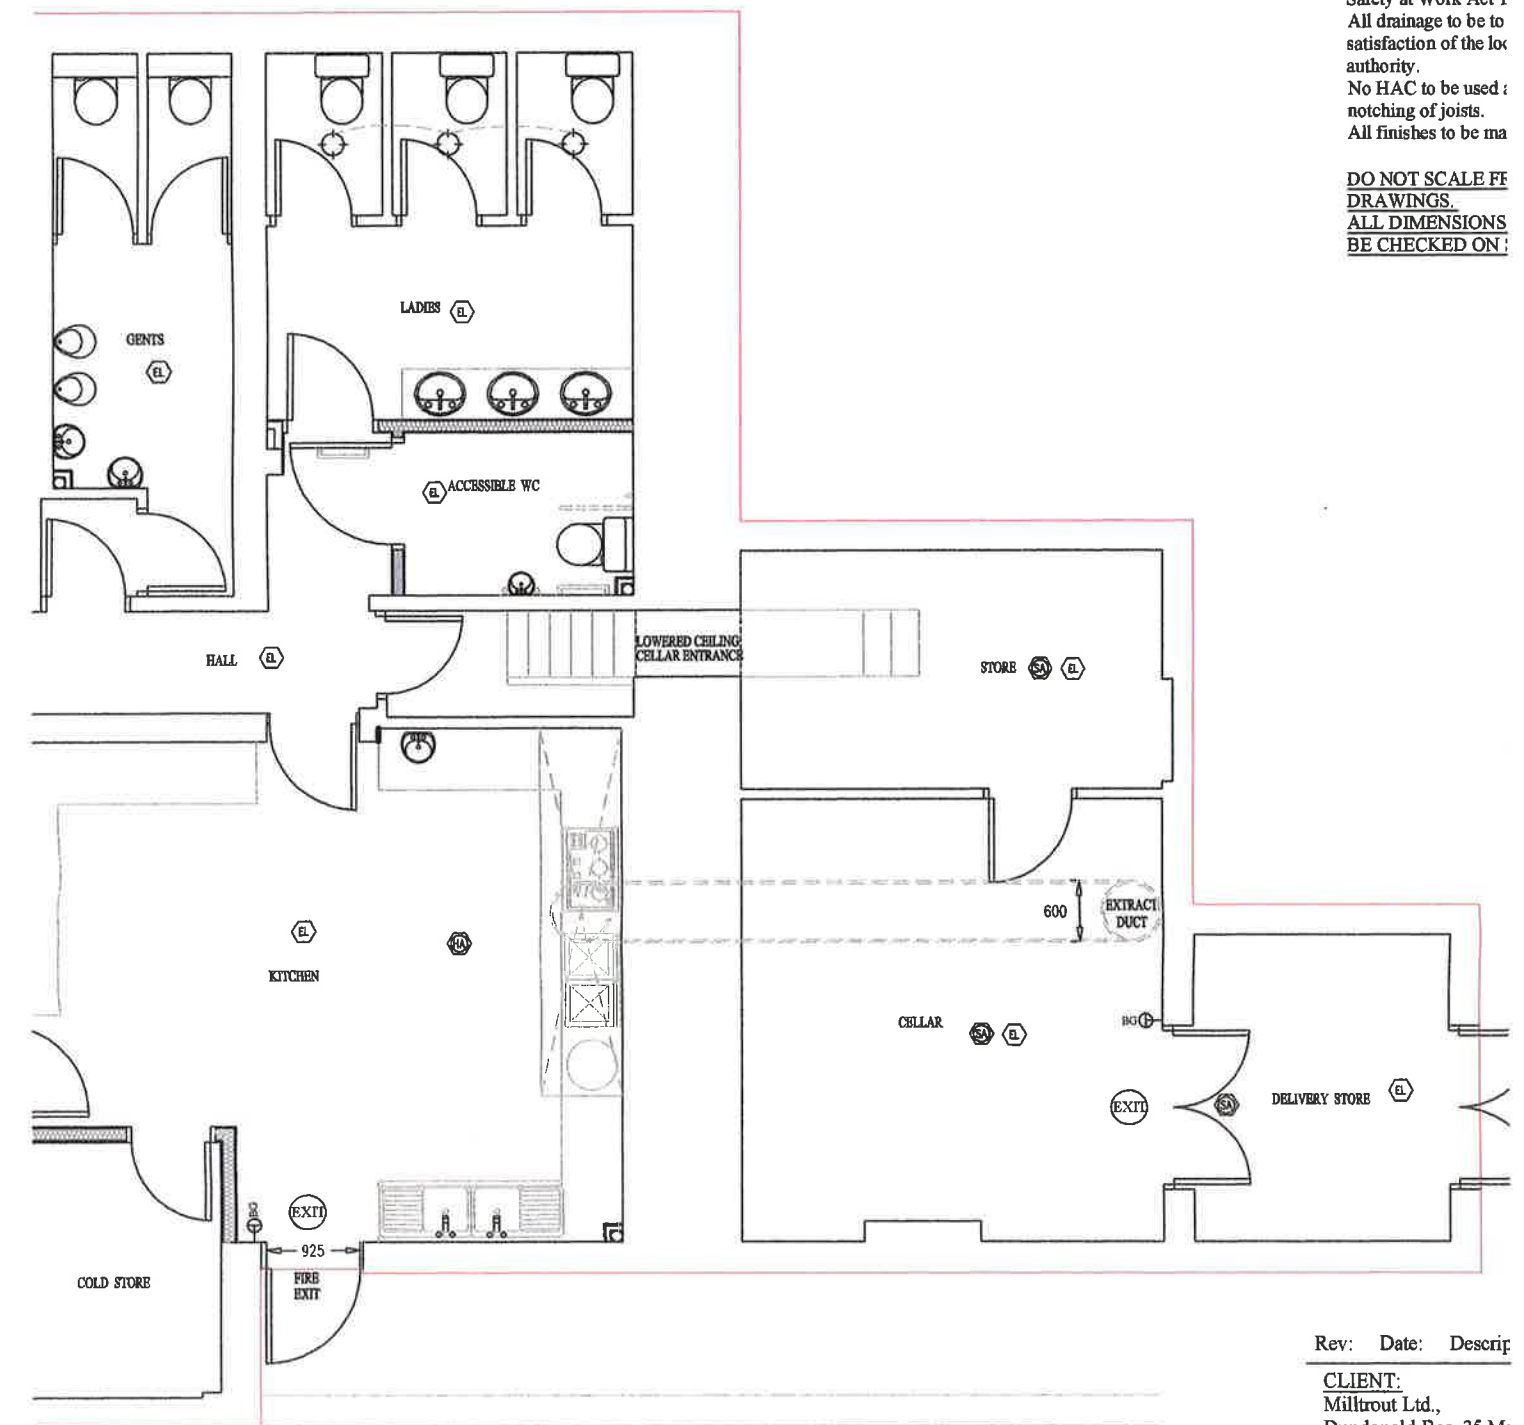 All drainage to be to
satisfaction of the loc
authority.
No HAC to be used
notching of joists.
All finishes to be ma
DO NOT SCALE
DRAWINGS.
ALL DIMENSIONS
BE CHECKED ON
LADIES EL
GENTS
EL
EL ACCESSIBLE WC
LOWERED CEILING
CELLAR ENTRANCE
HALL EL
STORE SA EL
600
EXTRACT
DUCT
EL
HA
KITCHEN
CELLAR SA EL
BG
EXIT
SA
DELIVERY STORE EL
BG
EXIT
925
FIRE
EXIT
COLD STORE
Rev: Date: Descrip
CLIENT:
Milltrout Ltd.,